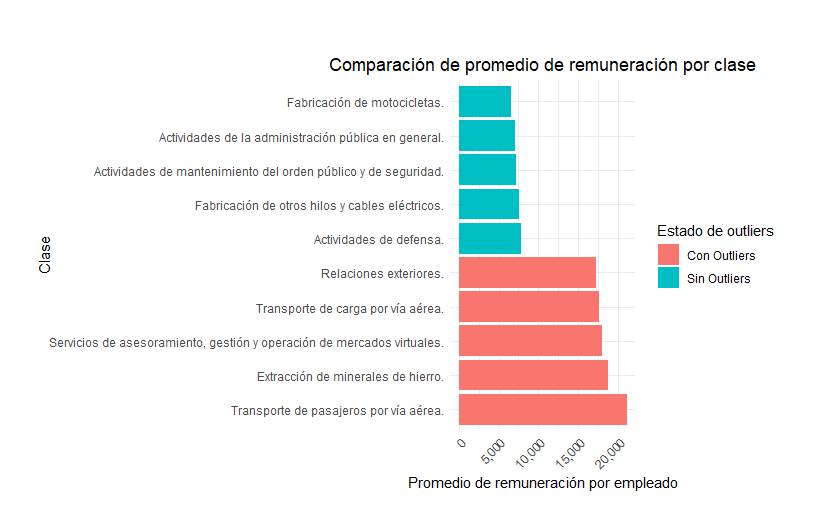 Comparación de promedio de remuneración por clase
Clase
Fabricación de motocicletas.
Actividades de la administración pública en general.
Actividades de mantenimiento del orden público y de seguridad.
Fabricación de otros hilos y cables eléctricos.
Actividades de defensa.
Relaciones exteriores.
Transporte de carga por vía aérea.
Servicios de asesoramiento, gestión y operación de mercados virtuales.
Extracción de minerales de hierro.
Transporte de pasajeros por vía aérea.
0
5,000
10,000
15,000
20,000
Promedio de remuneración por empleado
Estado de outliers
Con Outliers
Sin Outliers